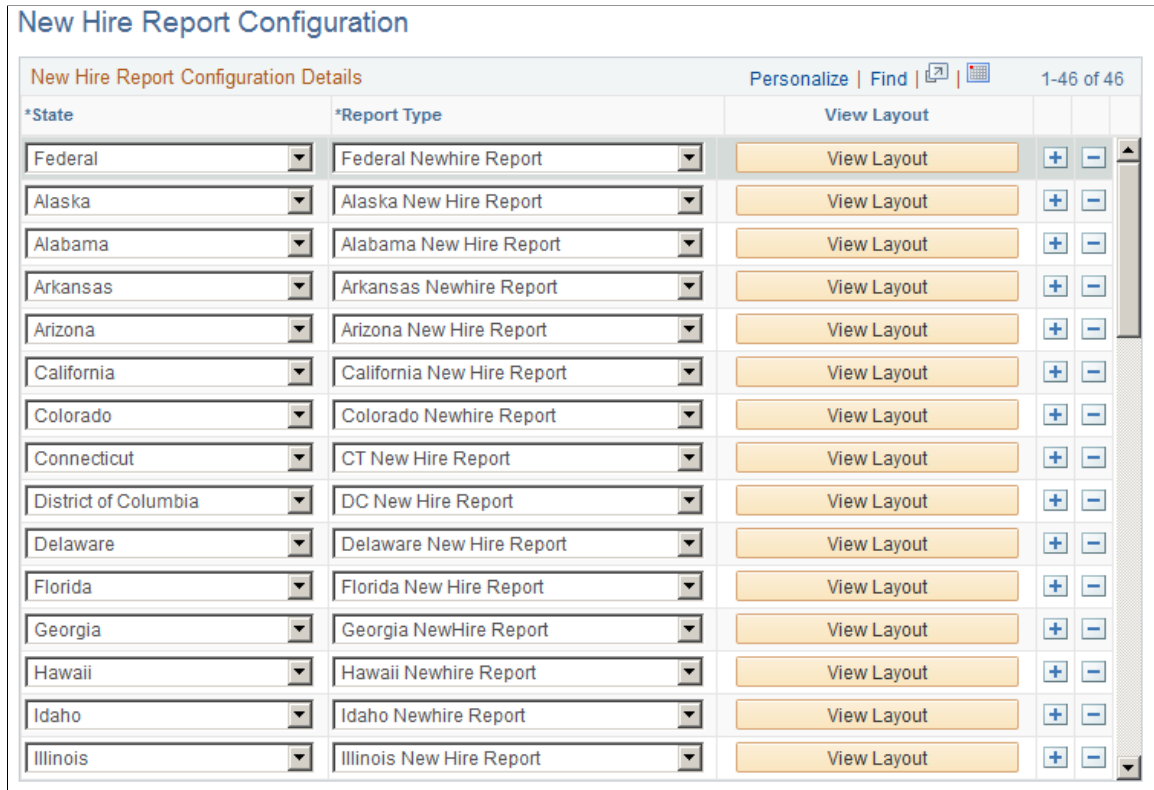 New Hire Report Configuration
New Hire Report Configuration Details Personalize | Find | | 1-46 of 46
*State *Report Type View Layout
Federal Federal Newhire Report View Layout
Alaska Alaska New Hire Report View Layout
Alabama Alabama New Hire Report View Layout
Arkansas Arkansas Newhire Report View Layout
Arizona Arizona New Hire Report View Layout
California California New Hire Report View Layout
Colorado Colorado Newhire Report View Layout
Connecticut CT New Hire Report View Layout
District of Columbia DC New Hire Report View Layout
Delaware Delaware New Hire Report View Layout
Florida Florida New Hire Report View Layout
Georgia Georgia NewHire Report View Layout
Hawaii Hawaii Newhire Report View Layout
Idaho Idaho Newhire Report View Layout
Illinois Illinois New Hire Report View Layout